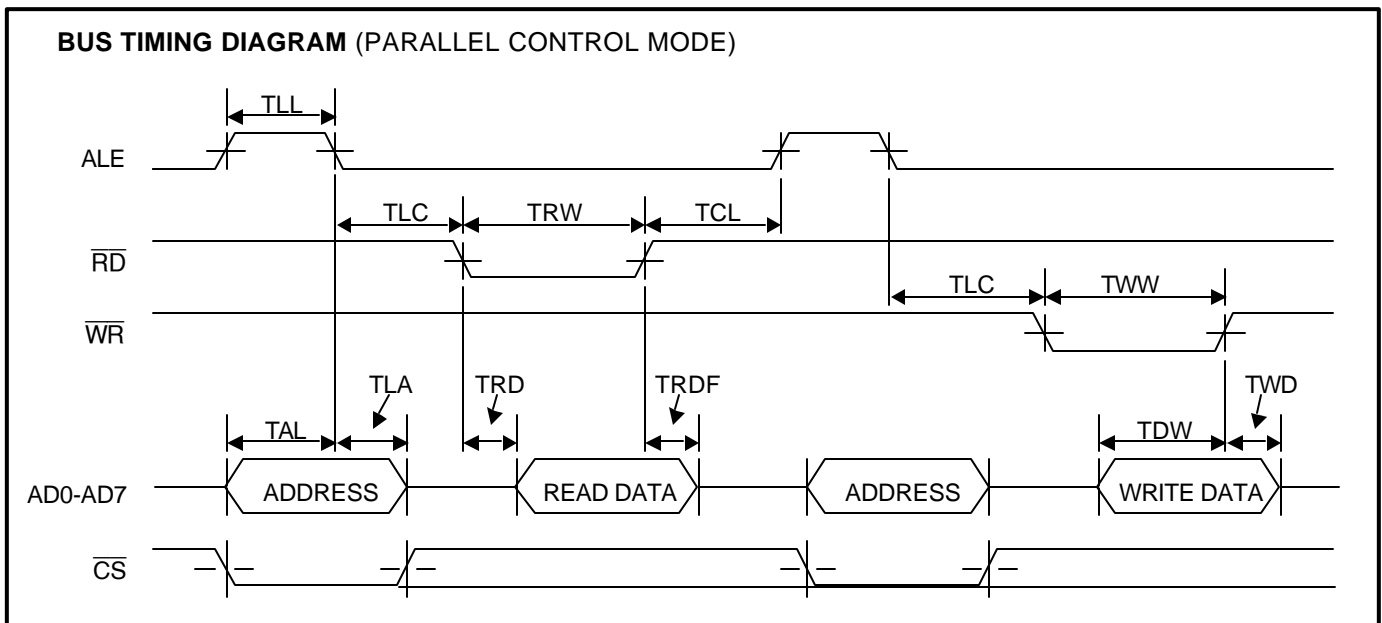 BUS TIMING DIAGRAM (PARALLEL CONTROL MODE)
TLL
ALE
TLC TRW TCL
RD
TLC TWW
WR
TLA TRD TRDF TWD
TAL TDW
AD0-AD7 ADDRESS READ DATA ADDRESS WRITE DATA
CS